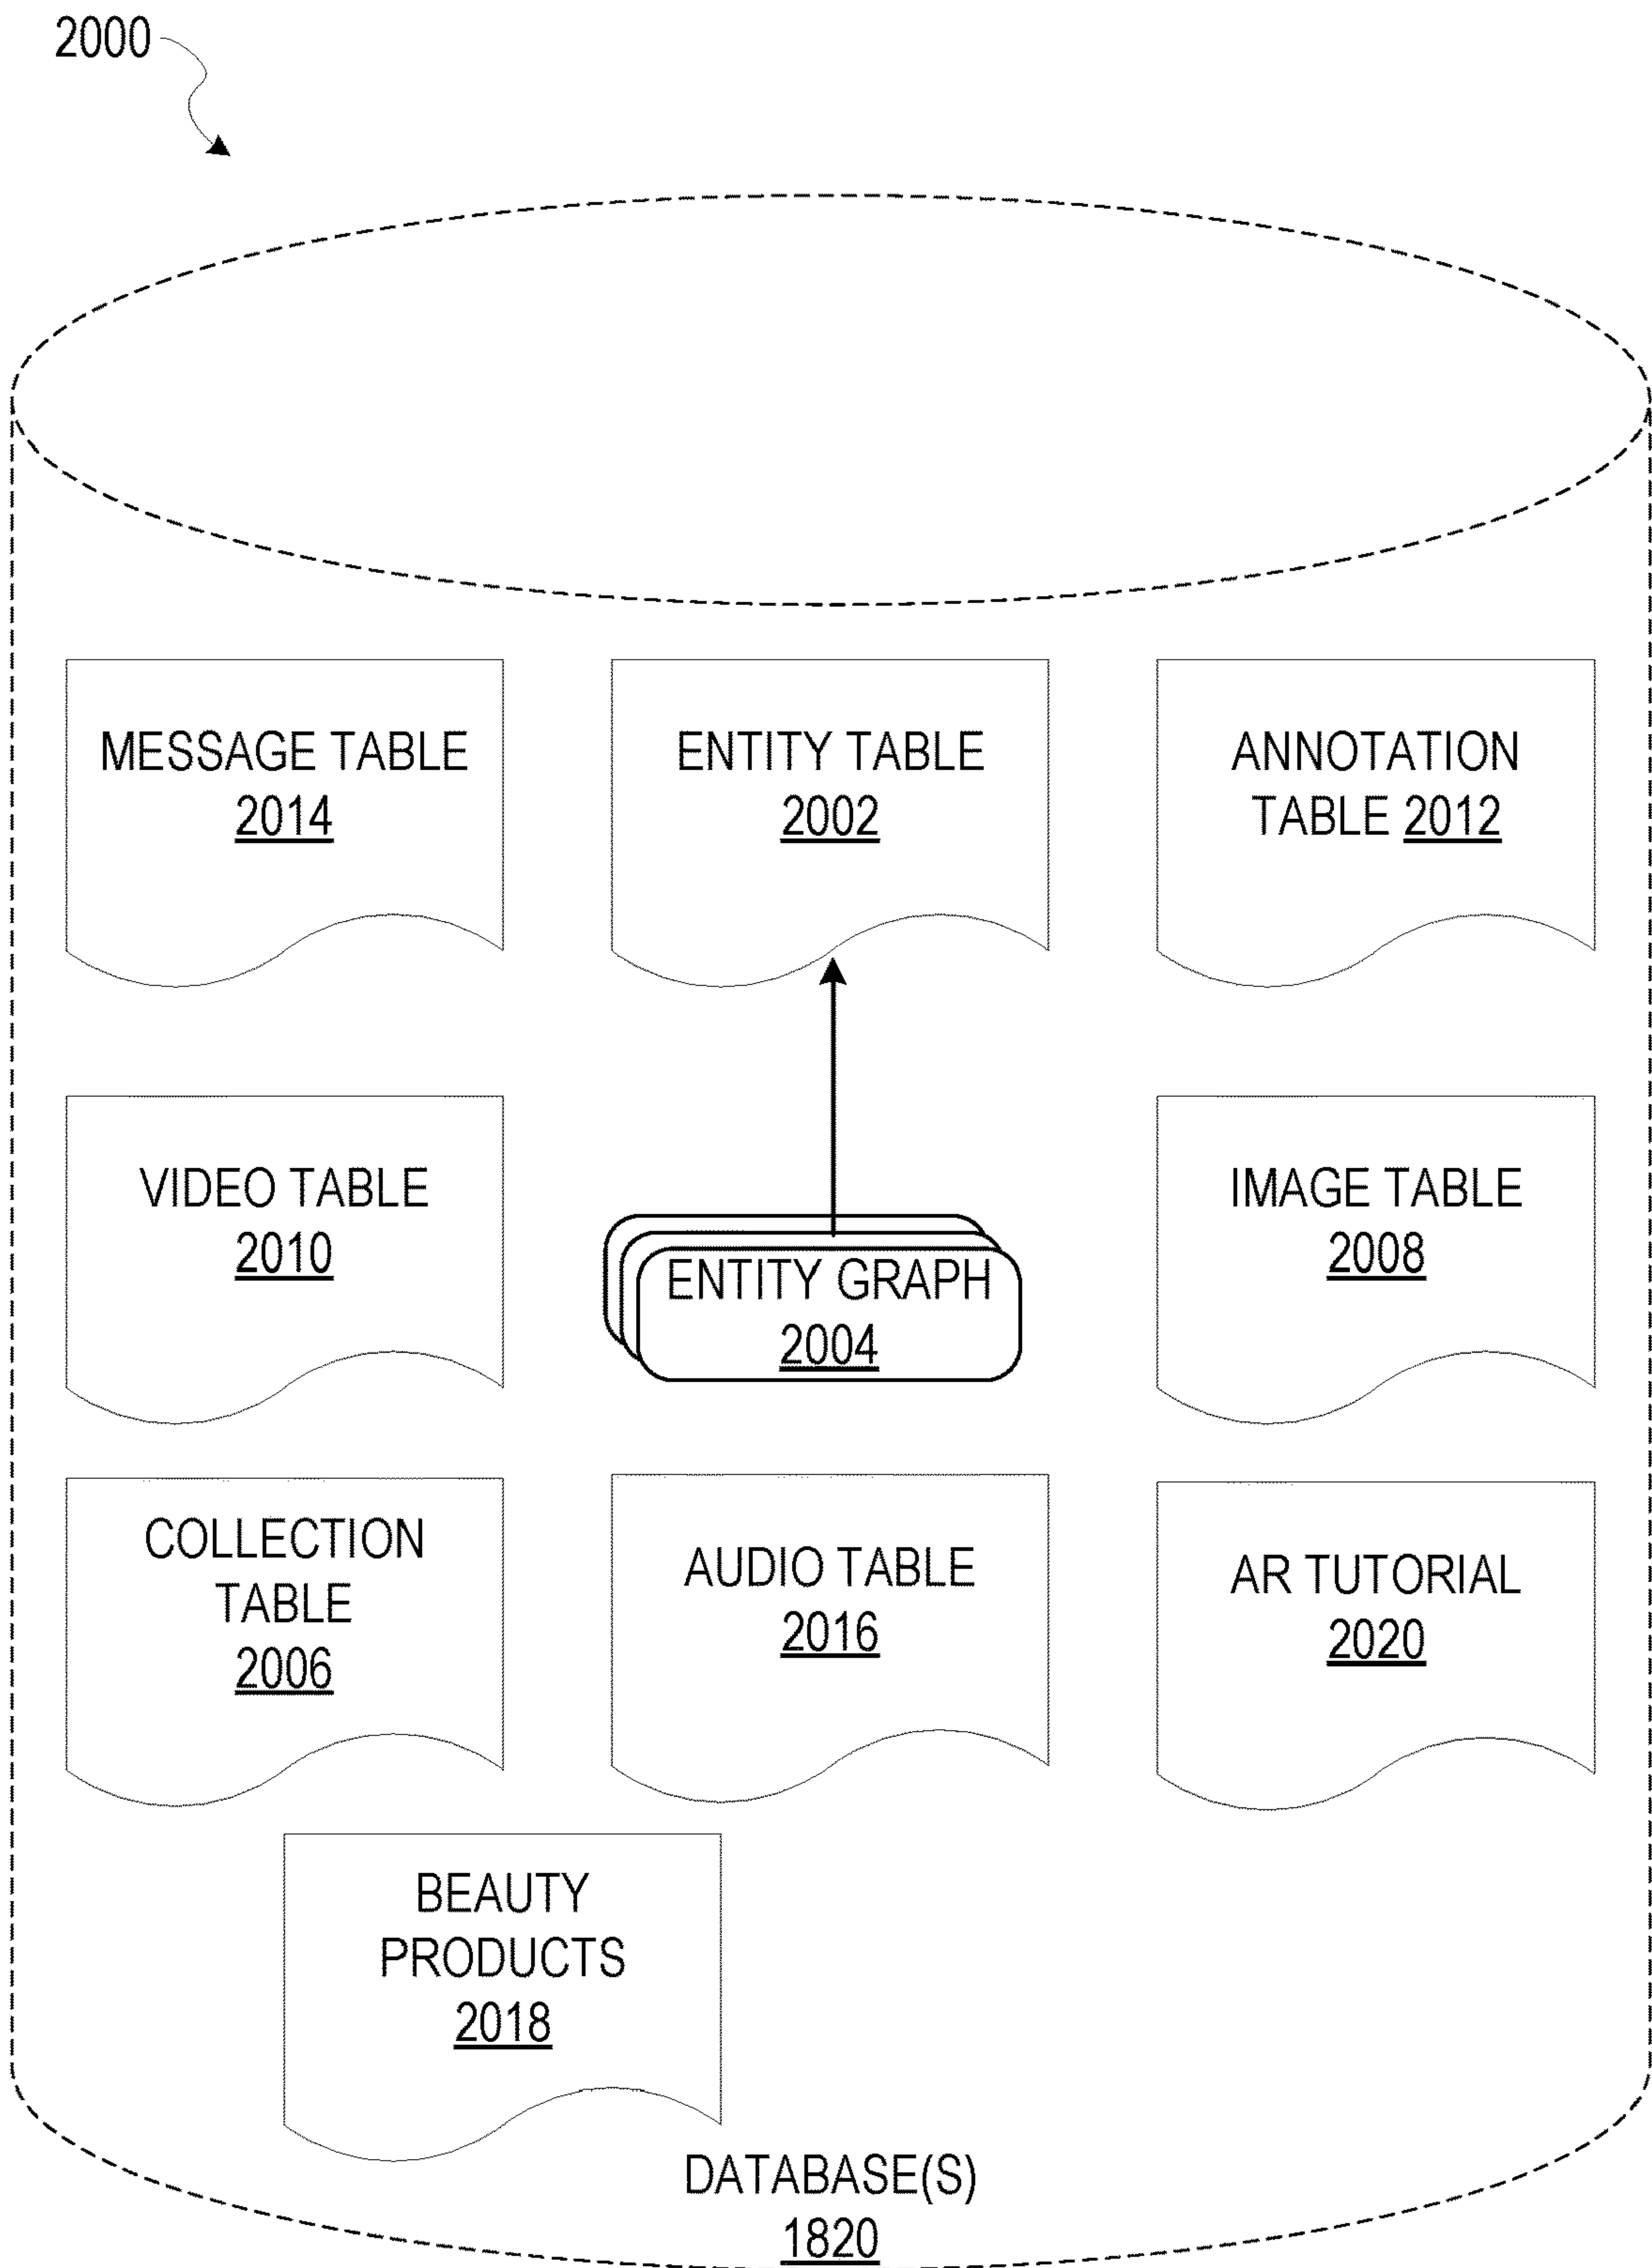 2000
MESSAGE TABLE
2014
ENTITY TABLE
2002
ANNOTATION
TABLE 2012
VIDEO TABLE
2010
ENTITY GRAPH
2004
IMAGE TABLE
2008
COLLECTION
TABLE
2006
AUDIO TABLE
2016
AR TUTORIAL
2020
BEAUTY
PRODUCTS
2018
DATABASE(S)
1820